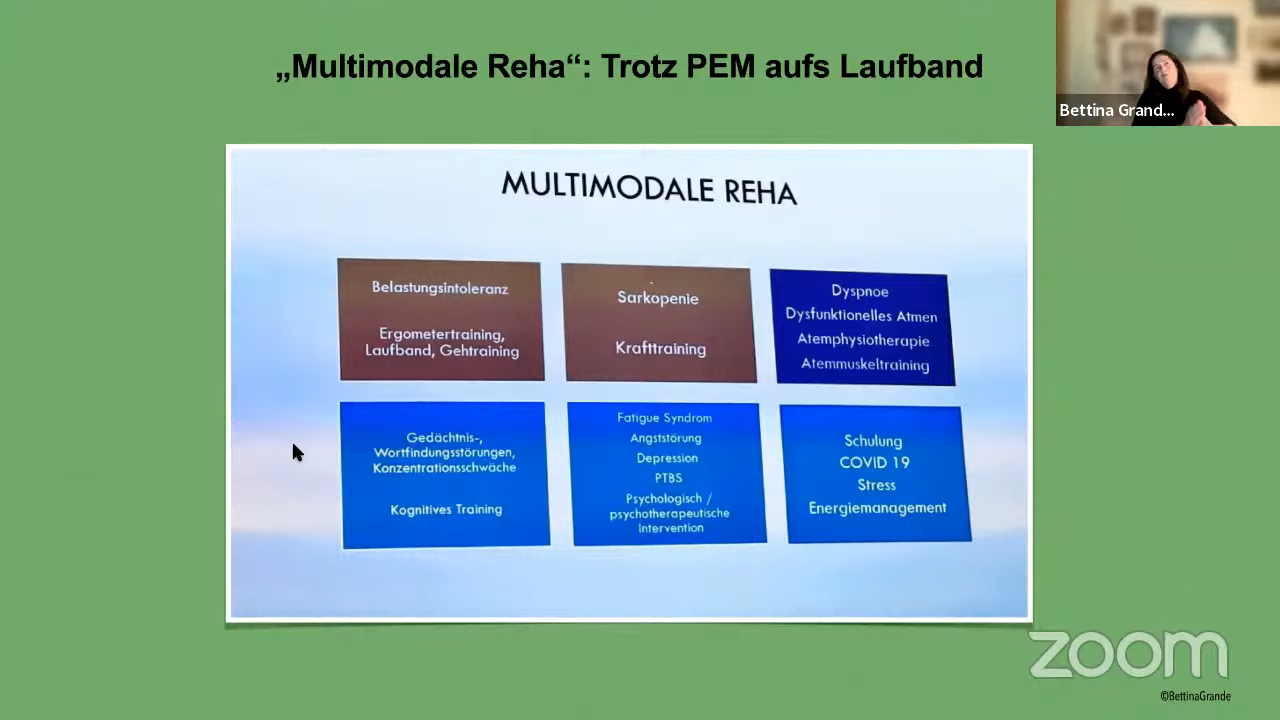 „Multimodale Reha“: Trotz PEM aufs Laufband
Bettina Grand...
MULTIMODALE REHA
Belastungsintoleranz
Ergometertraining,
Laufband, Gehtraining
Sarkopenie
Krafttraining
Dyspnoe
Dysfunktionelles Atmen
Atemphysiotherapie
Atemmuskeltraining
Gedächtnis-,
Wortfindungsstörungen,
Konzentrationsschwäche
Kognitives Training
Fatigue Syndrom
Angststörung
Depression
PTBS
Psychologisch /
psychotherapeutische
Intervention
Schulung
COVID 19
Stress
Energiemanagement
zoom
©BettinaGrande